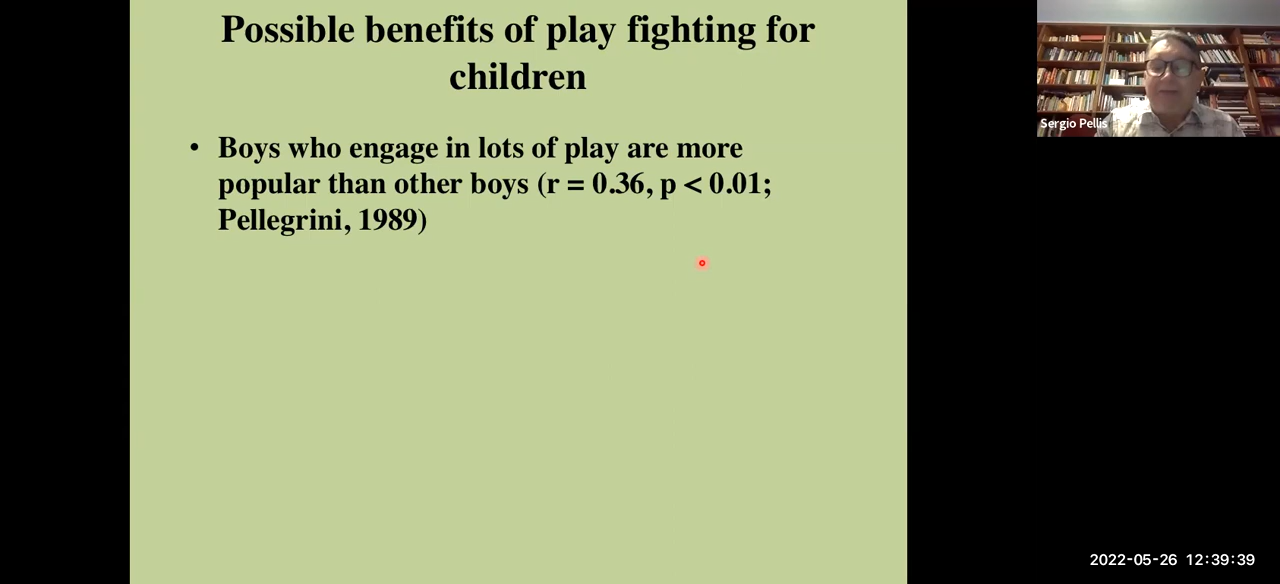 Possible benefits of play fighting for
children
• Boys who engage in lots of play are more
popular than other boys (r = 0.36, p < 0.01;
Pellegrini, 1989)
Sergio Pellis
2022-05-26 12:39:39